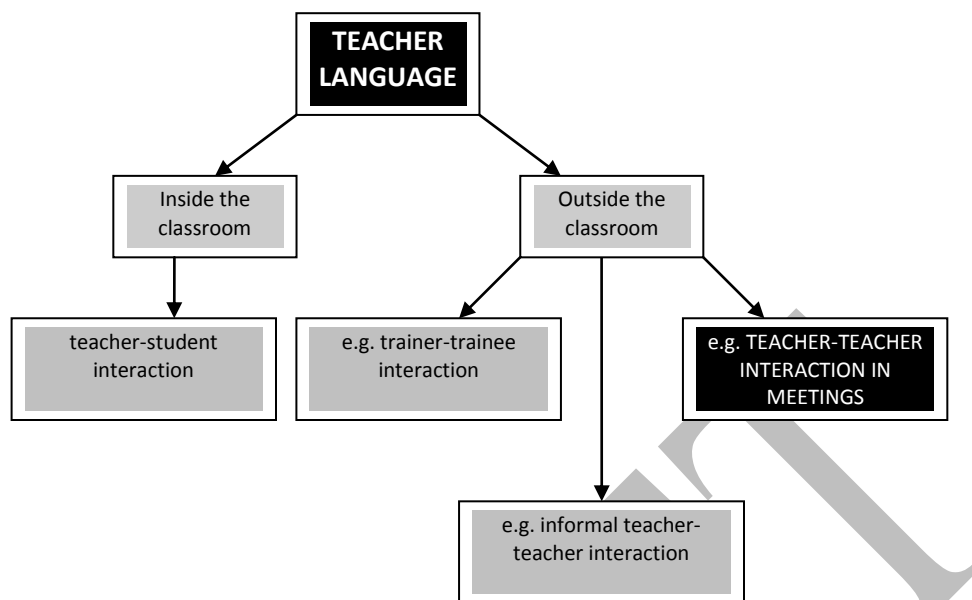 TEACHER
LANGUAGE
Inside the
classroom
Outside the
classroom
teacher-student
interaction
e.g. trainer-trainee
interaction
e.g. TEACHER-TEACHER
INTERACTION IN
MEETINGS
e.g. informal teacher-
teacher interaction
T